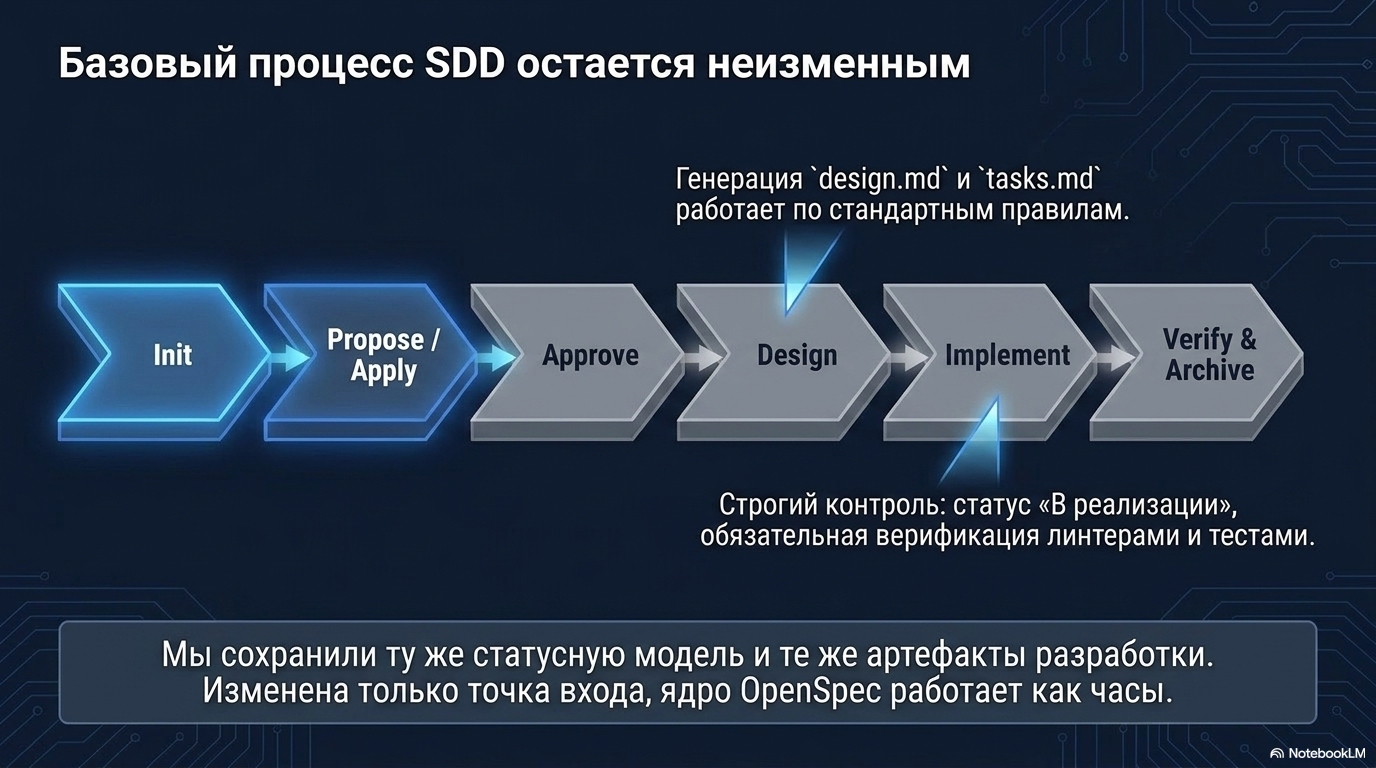 Базовый процесс SDD остается неизменным
Генерация `design.md` и `tasks.md`
работает по стандартным правилам.
Init
Propose /
Apply
Approve
Design
Implement
Verify &
Archive
Строгий контроль: статус «В реализации»,
обязательная верификация линтерами и тестами.
Мы сохранили ту же статусную модель и те же артефакты разработки.
Изменена только точка входа, ядро OpenSpec работает как часы.
NotebookLM